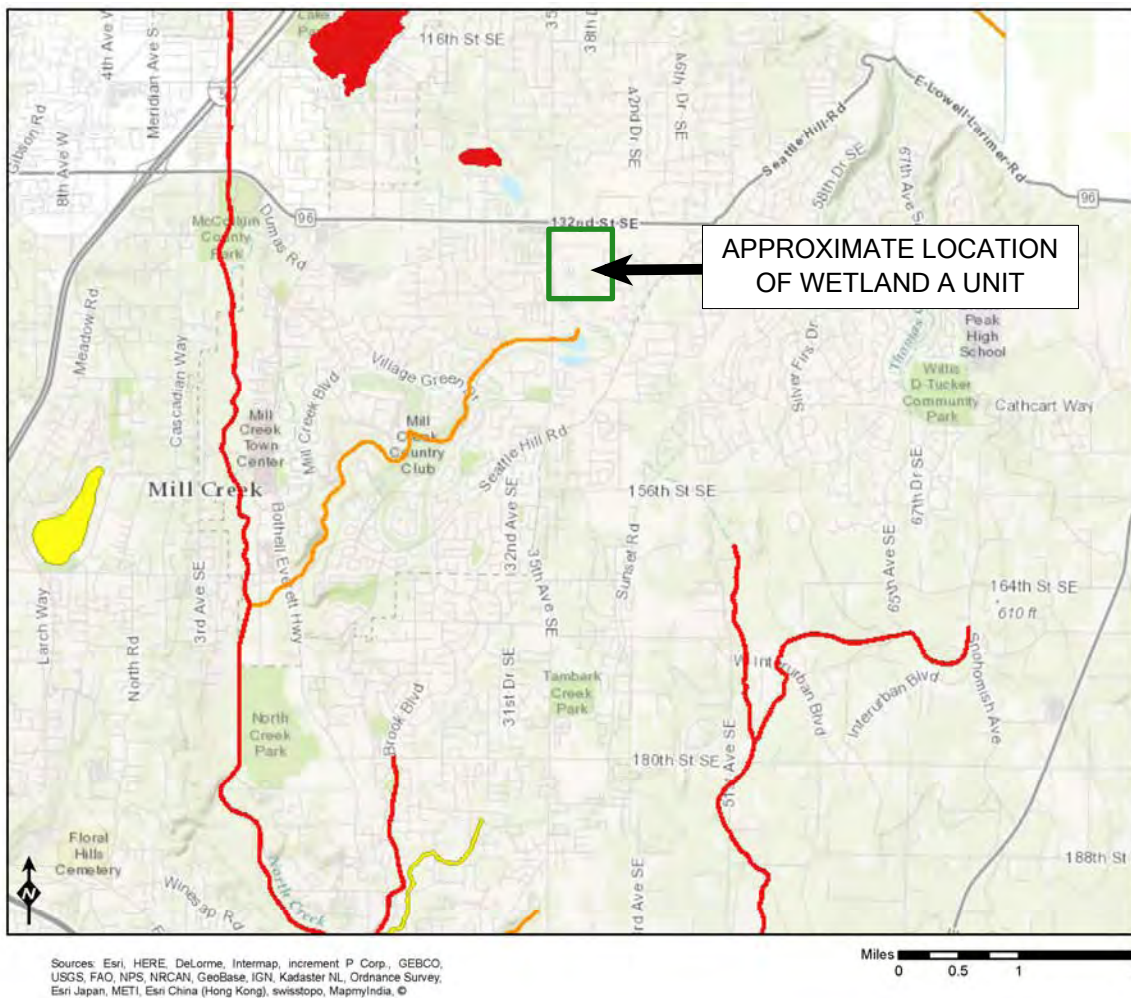 Lake
116th St SE
38th Dr
4th Ave W
Meridian Ave S
Gibson Rd
8th Ave W
42nd Dr SE
46th Dr SE
Seattle Hill Rd
E Lowell Larimer Rd
58th Dr SE
67th Ave S
96
96
132nd St SE
McCollum
County
Park
Dumas Rd
APPROXIMATE LOCATION
OF WETLAND A UNIT
Meadow Rd
Cascadian Way
Village Green Dr
Mill Creek Blvd
Mill
Creek
Town
Center
Mill
Creek
Country
Club
Seattle Hill Rd
Silver Firs Dr
Thomas
Peak
High
School
Willis
D Tucker
Community
Park
Cathcart Way
Mill Creek
156th St SE
67th Dr SE
Bothell Everett Hwy
32nd Ave SE
35th Ave SE
Sunset Rd
3rd Ave SE
65th Ave SE
164th St SE
610 ft
Larch Way
North Rd
31st Dr SE
Tambark
Creek
Park
W Interurban Blvd
Interurban Blvd
Snohomish Ave
Brook Blvd
North
Creek
Park
180th St SE
51st Ave SE
Floral
Hills
Cemetery
Winesap Rd
North Creek
rd Ave SE
188th St
N
Sources: Esri, HERE, DeLorme, Intermap, increment P Corp., GEBCO,
USGS, FAO, NPS, NRCAN, GeoBase, IGN, Kadaster NL, Ordnance Survey,
Esri Japan, METI, Esri China (Hong Kong), swisstopo, MapmyIndia, ©
Miles
0 0.5 1